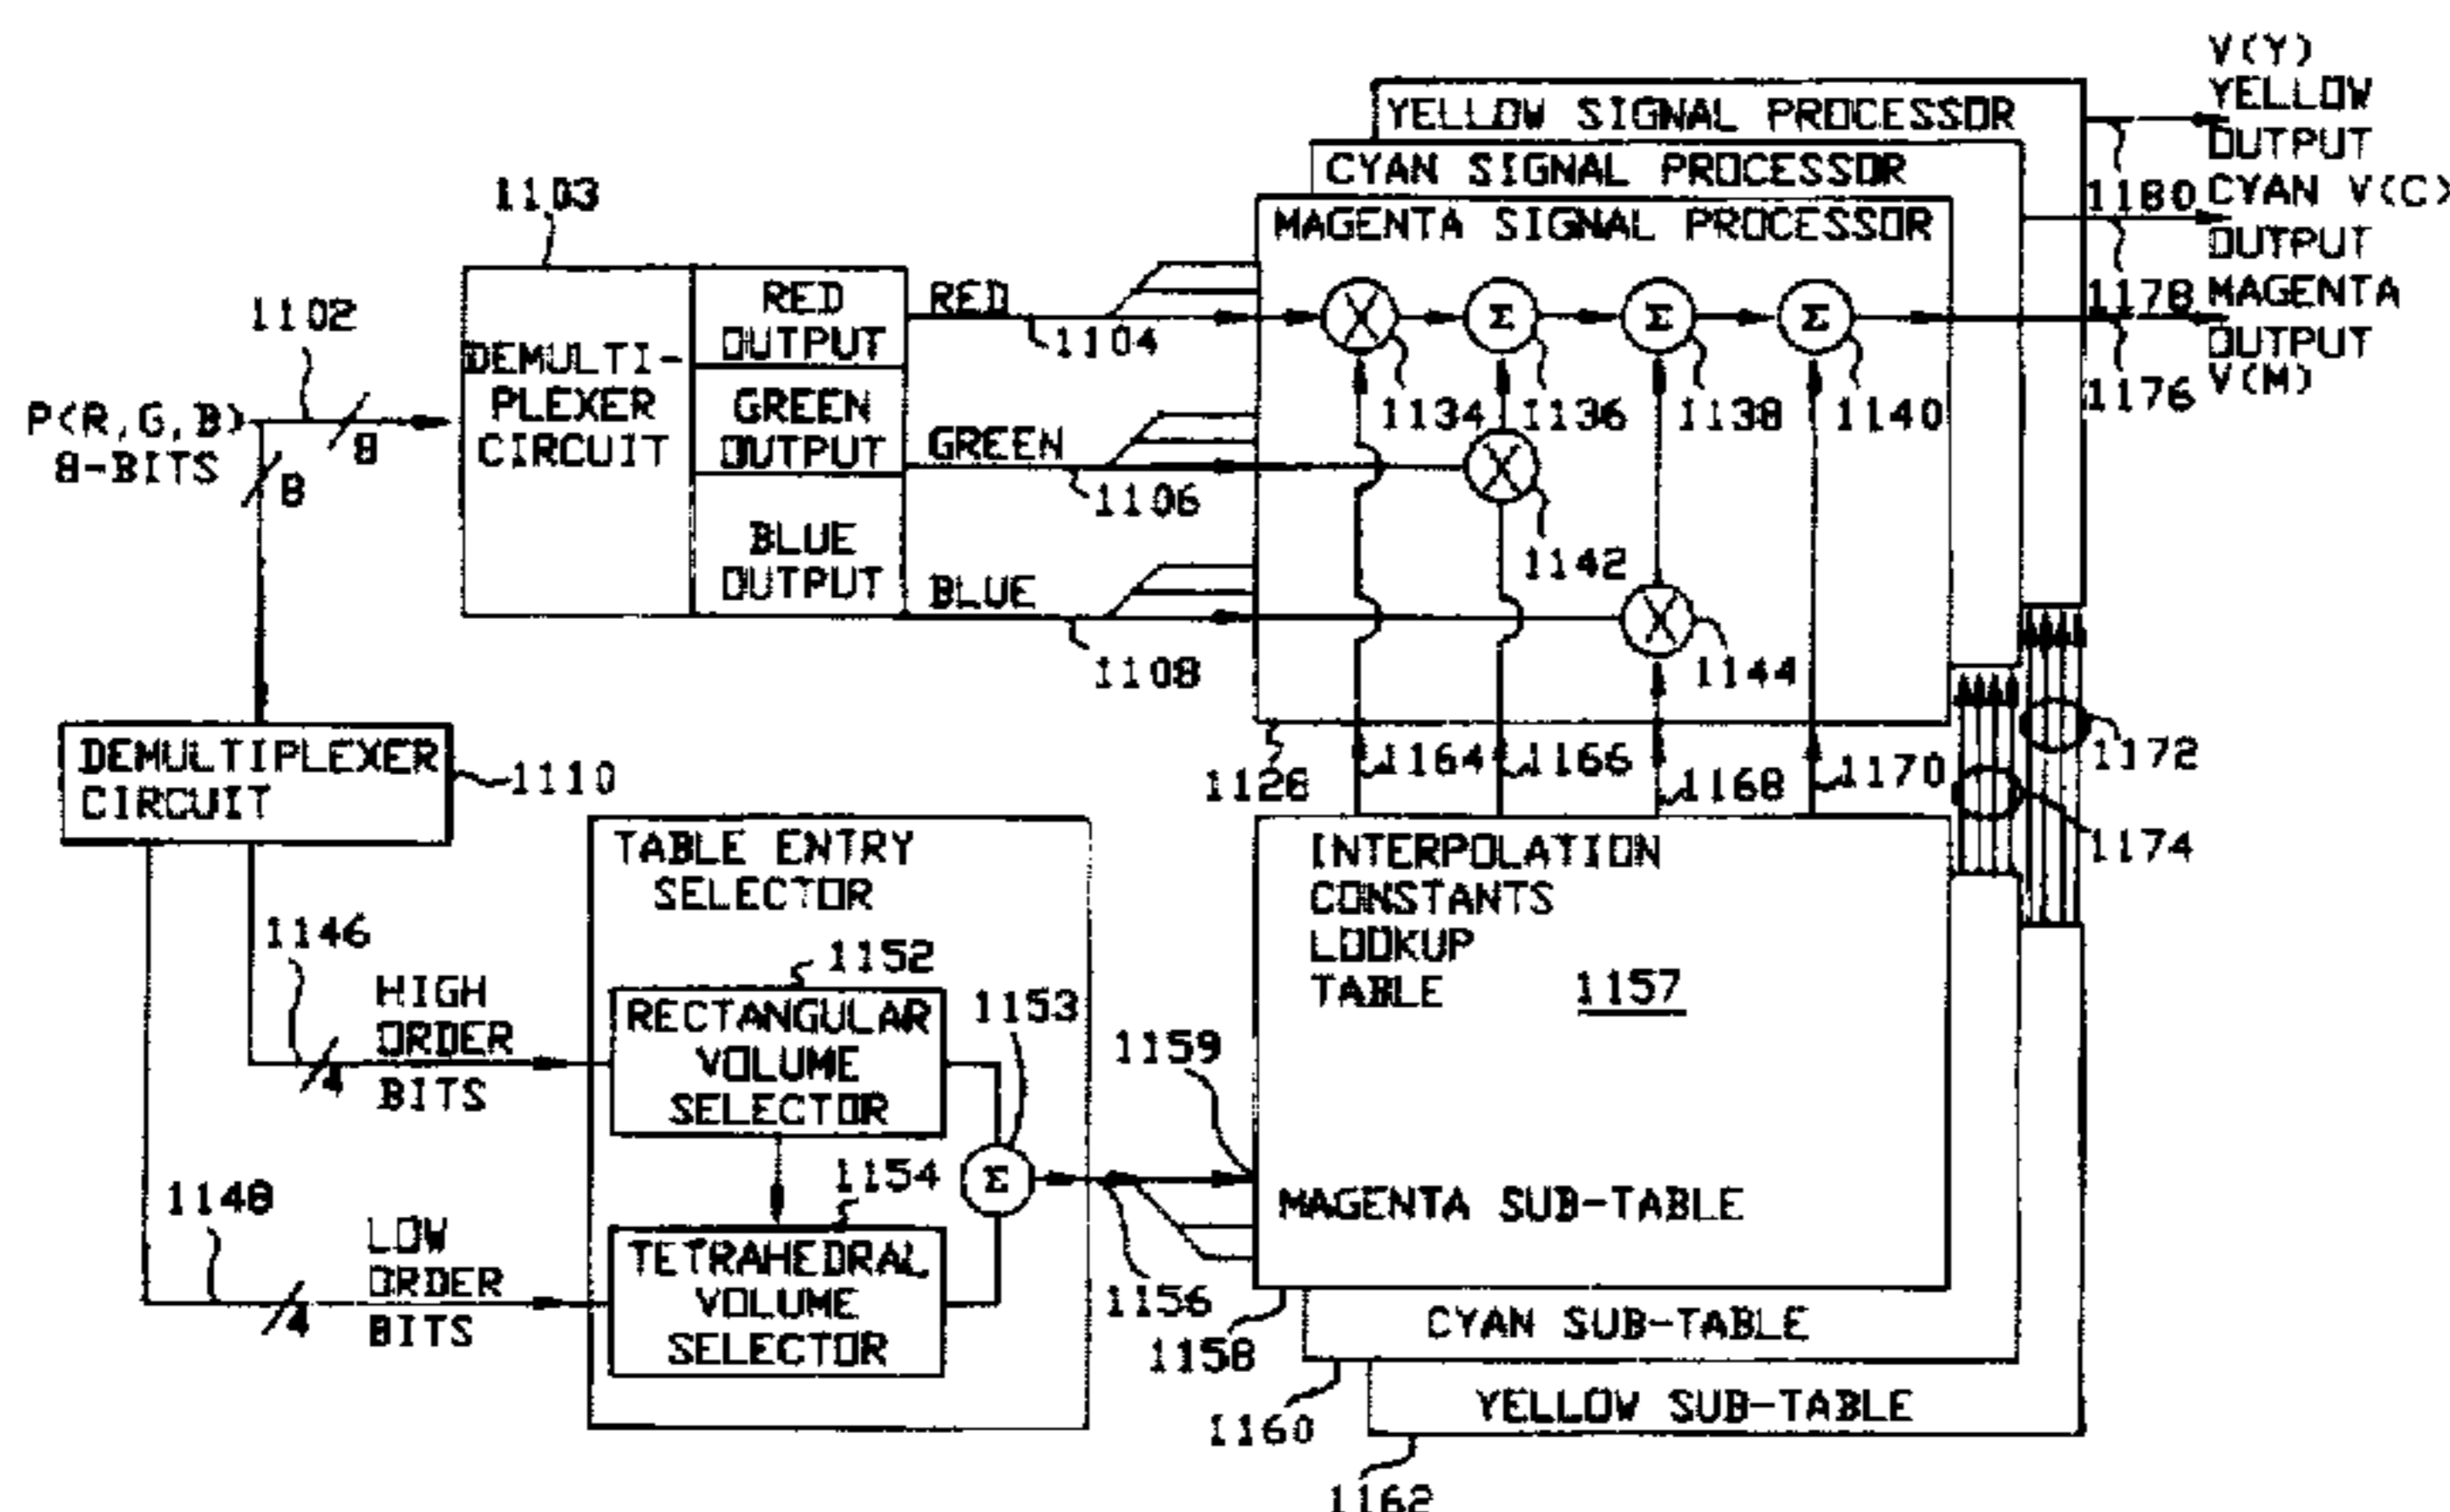 V(Y)
YELLOW
OUTPUT
1180
CYAN V(C)
OUTPUT
1178
MAGENTA
OUTPUT
V(M)
1176
YELLOW SIGNAL PROCESSOR
CYAN SIGNAL PROCESSOR
MAGENTA SIGNAL PROCESSOR
1103
1102
P(R,G,B)
8-BITS
8
8
DEMULTI-
PLEXER
CIRCUIT
RED
OUTPUT
GREEN
OUTPUT
BLUE
OUTPUT
RED
1104
GREEN
1106
BLUE
1108
X
Σ
Σ
Σ
1134
1136
1138
1140
X
1142
X
1144
1126
1164
1166
1168
1170
1172
1174
DEMULTIPLEXER
CIRCUIT
1110
1146
HIGH
ORDER
BITS
4
1148
LOW
ORDER
BITS
4
TABLE ENTRY
SELECTOR
1152
RECTANGULAR
VOLUME
SELECTOR
1153
Σ
1154
TETRAHEDRAL
VOLUME
SELECTOR
1159
1156
INTERPOLATION
CONSTANTS
LOOKUP
TABLE
1157
MAGENTA SUB-TABLE
1158
CYAN SUB-TABLE
1160
YELLOW SUB-TABLE
1162